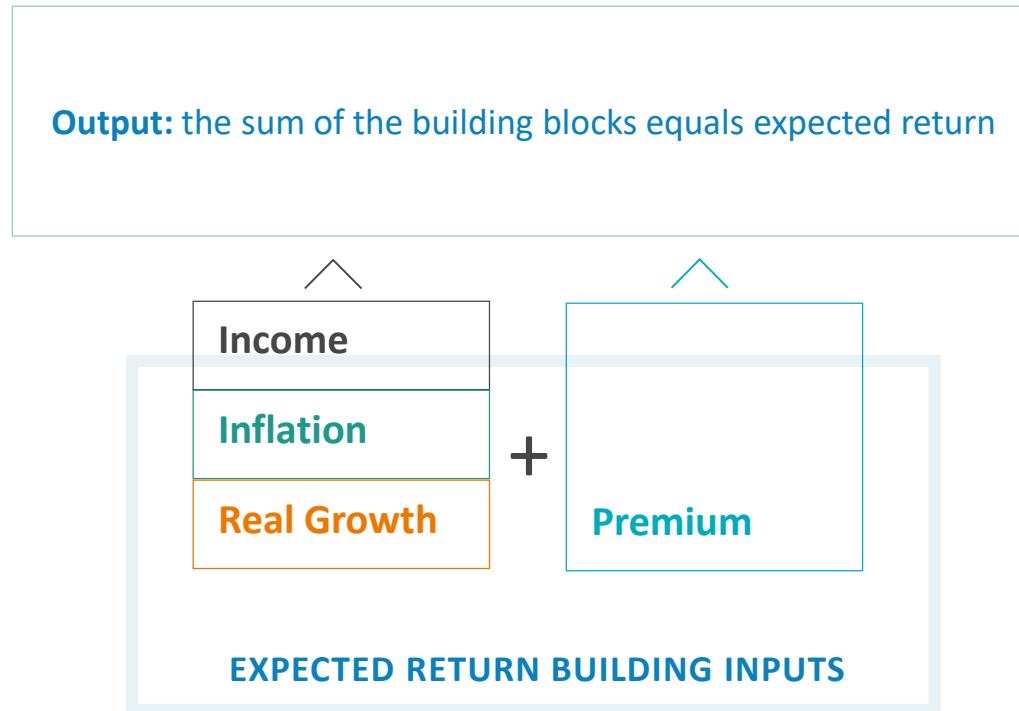 Output: the sum of the building blocks equals expected return
Income
Inflation
+
Real Growth
Premium
EXPECTED RETURN BUILDING INPUTS